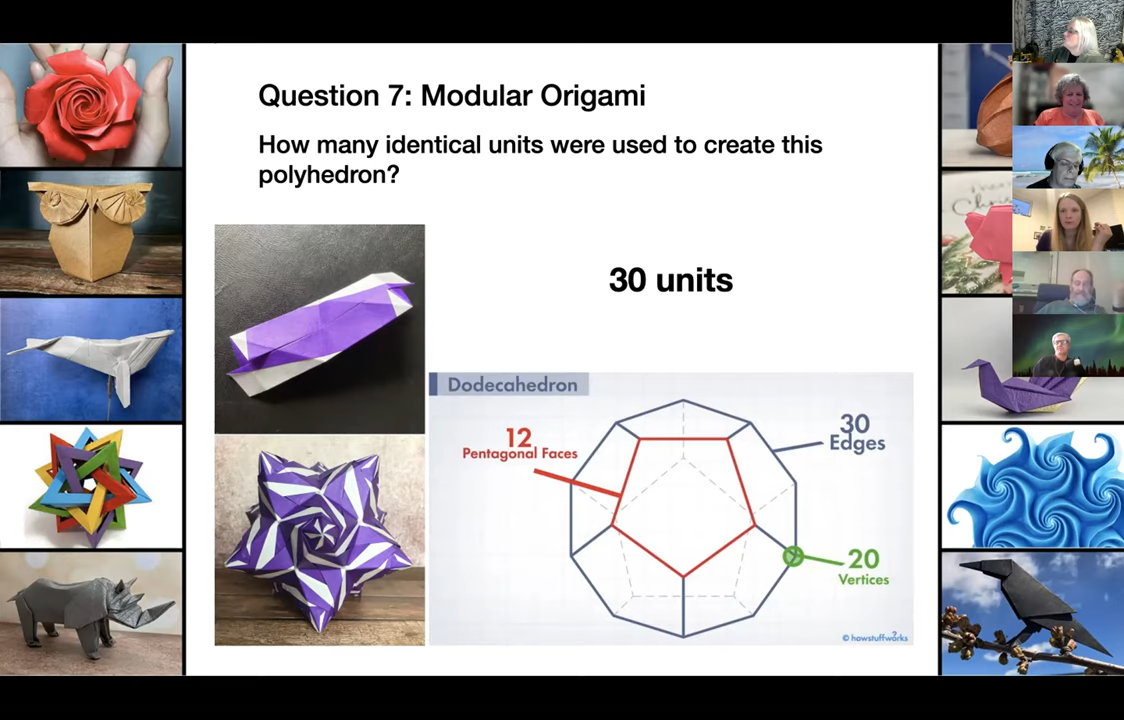 Question 7: Modular Origami
How many identical units were used to create this
polyhedron?
30 units
Dodecahedron
12
Pentagonal Faces
30
Edges
20
Vertices
© howstuffworks